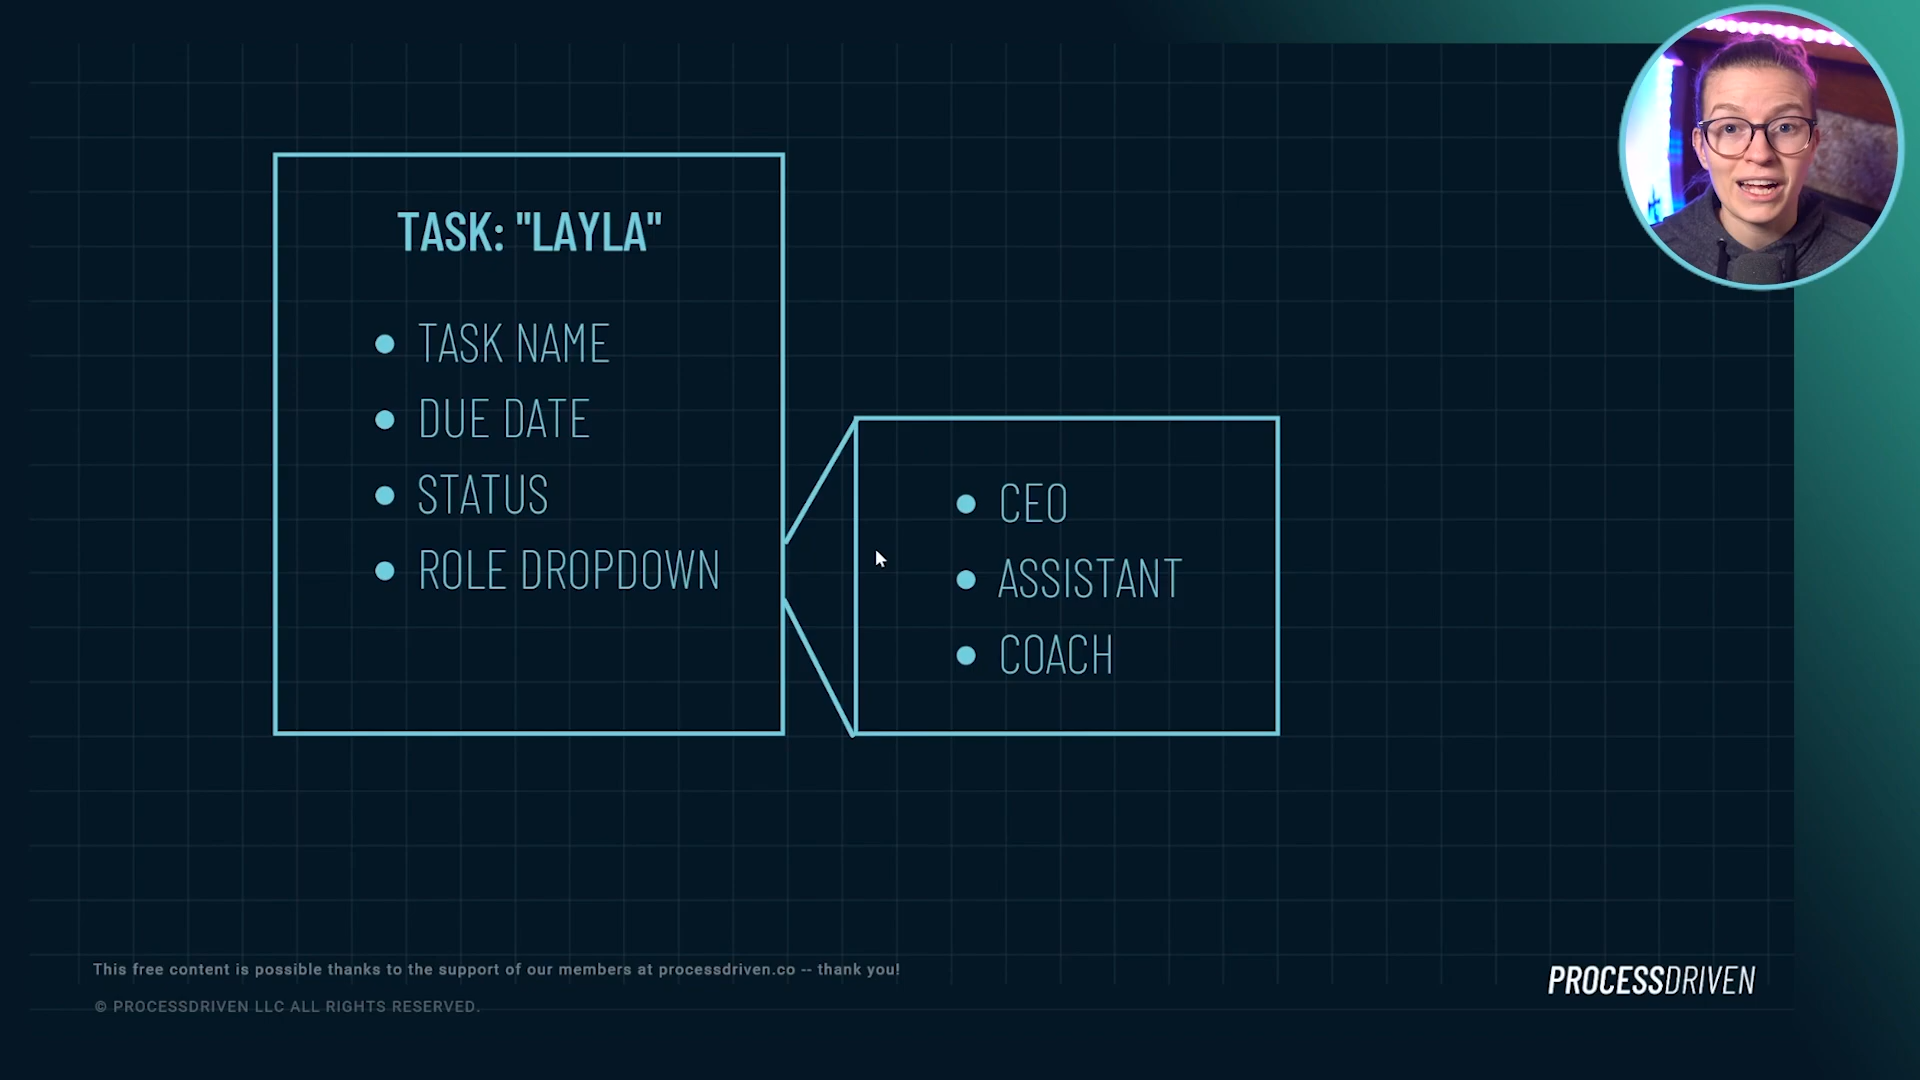 TASK: "LAYLA"
TASK NAME
DUE DATE
STATUS
ROLE DROPDOWN
CEO
ASSISTANT
COACH
This free content is possible thanks to the support of our members at processdriven.co -- thank you!
© PROCESSDRIVEN LLC ALL RIGHTS RESERVED.
PROCESSDRIVEN